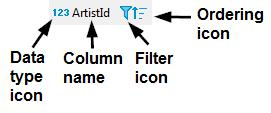 123 ArtistId
Ordering
icon
Data
type
icon
Column
name
Filter
icon